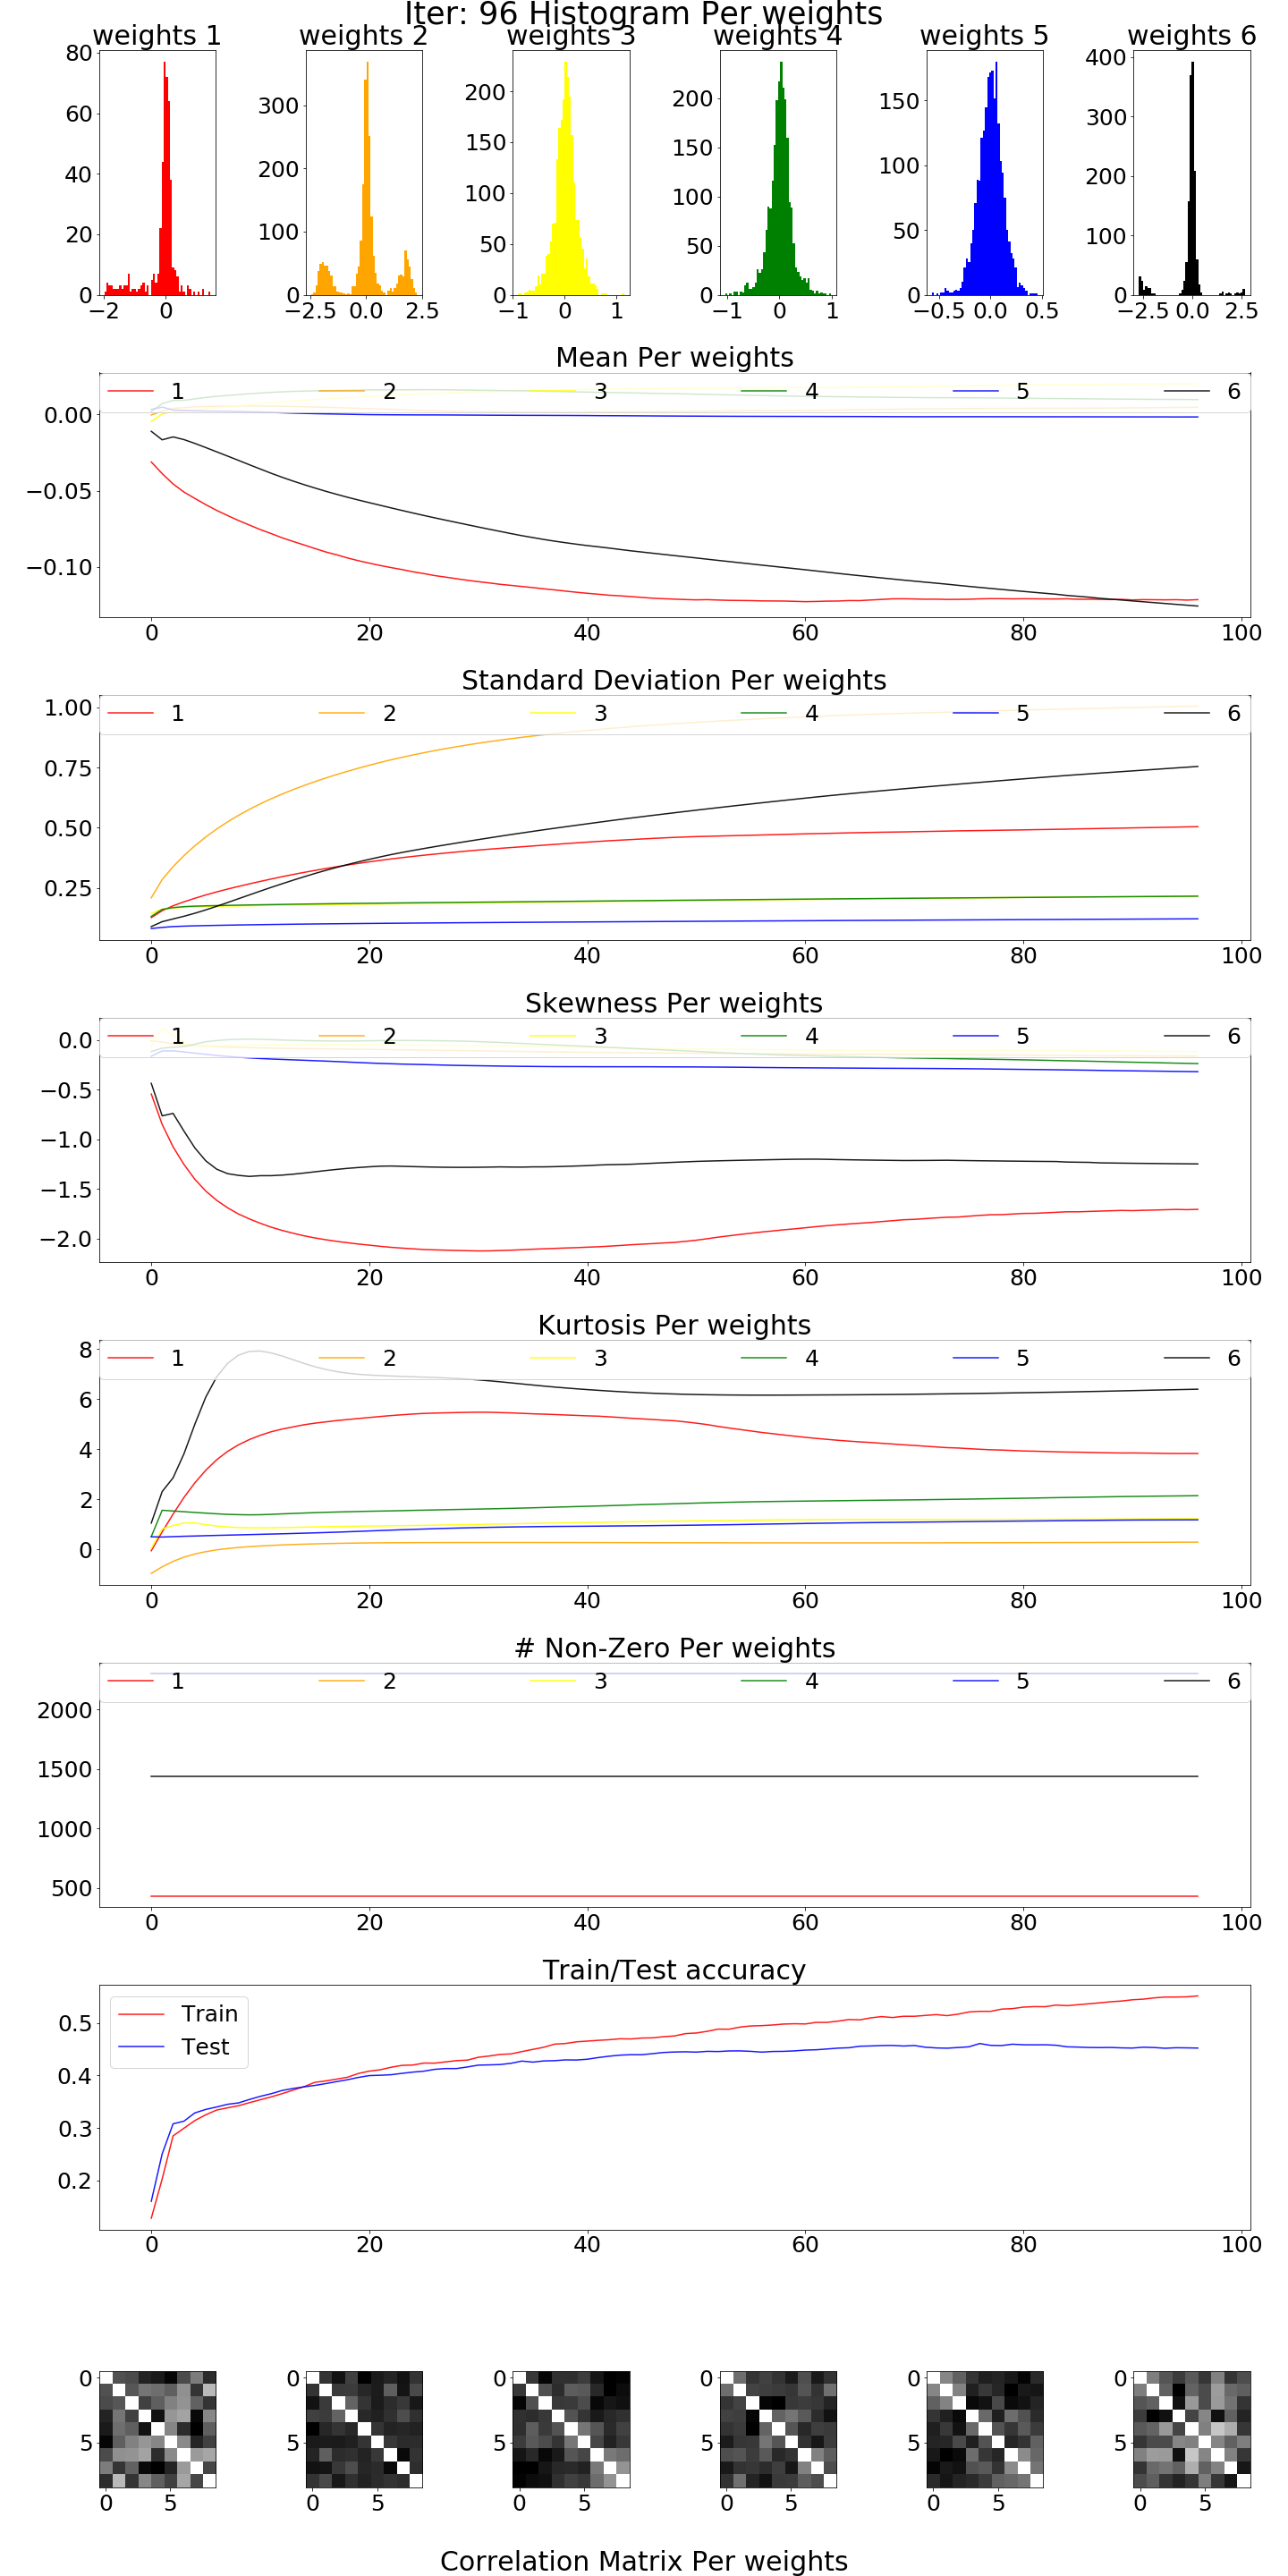 Iter: 96 Histogram Per weights
weights 1 weights 2 weights 3 weights 4 weights 5 weights 6
80
60
40
20
0
−2 0
300
200
100
0
−2.5 0.0 2.5
200
150
100
50
0
−1 0 1
200
150
100
50
0
−1 0 1
150
100
50
0
−0.5 0.0 0.5
400
300
200
100
0
−2.5 0.0 2.5
Mean Per weights
1 2 3 4 5 6
0.00
−0.05
−0.10
0 20 40 60 80 100
Standard Deviation Per weights
1 2 3 4 5 6
1.00
0.75
0.50
0.25
0 20 40 60 80 100
Skewness Per weights
1 2 3 4 5 6
0.0
−0.5
−1.0
−1.5
−2.0
0 20 40 60 80 100
Kurtosis Per weights
1 2 3 4 5 6
8
6
4
2
0
0 20 40 60 80 100
# Non-Zero Per weights
1 2 3 4 5 6
2000
1500
1000
500
0 20 40 60 80 100
Train/Test accuracy
Train
Test
0.5
0.4
0.3
0.2
0 20 40 60 80 100
0 0 0 0 0 0
5 5 5 5 5 5
0 5 0 5 0 5 0 5 0 5 0 5
Correlation Matrix Per weights